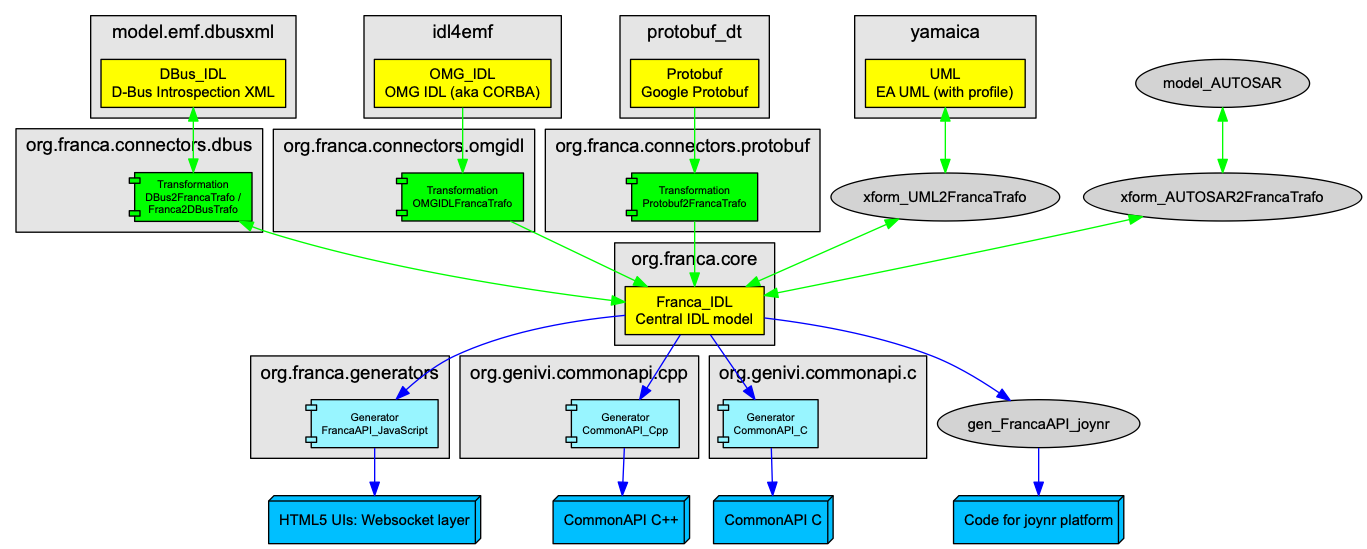 model.emf.dbusxml
idl4emf
protobuf_dt
yamaica
DBus_IDL
D-Bus Introspection XML
OMG_IDL
OMG IDL (aka CORBA)
Protobuf
Google Protobuf
UML
EA UML (with profile)
model_AUTOSAR
org.franca.connectors.dbus
org.franca.connectors.omgidl
org.franca.connectors.protobuf
Transformation
DBus2FrancaTrafo /
Franca2DBusTrafo
Transformation
OMGIDLFrancaTrafo
Transformation
Protobuf2FrancaTrafo
xform_UML2FrancaTrafo
xform_AUTOSAR2FrancaTrafo
org.franca.core
Franca_IDL
Central IDL model
org.franca.generators
org.genivi.commonapi.cpp
org.genivi.commonapi.c
Generator
FrancaAPI_JavaScript
Generator
CommonAPI_Cpp
Generator
CommonAPI_C
gen_FrancaAPI_joynr
HTML5 UIs: Websocket layer
CommonAPI C++
CommonAPI C
Code for joynr platform